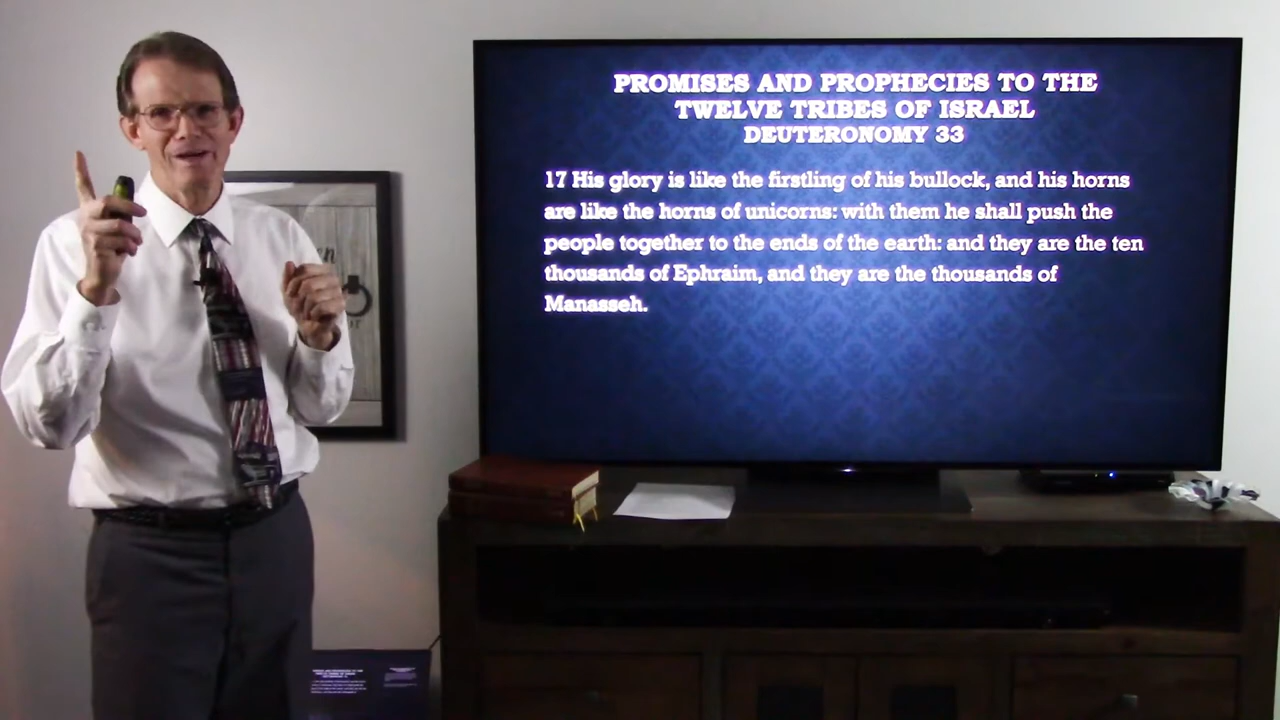 PROMISES AND PROPHECIES TO THE
TWELVE TRIBES OF ISRAEL
DEUTERONOMY 33
17 His glory is like the firstling of his bullock, and his horns
are like the horns of unicorns: with them he shall push the
people together to the ends of the earth: and they are the ten
thousands of Ephraim, and they are the thousands of
Manasseh.